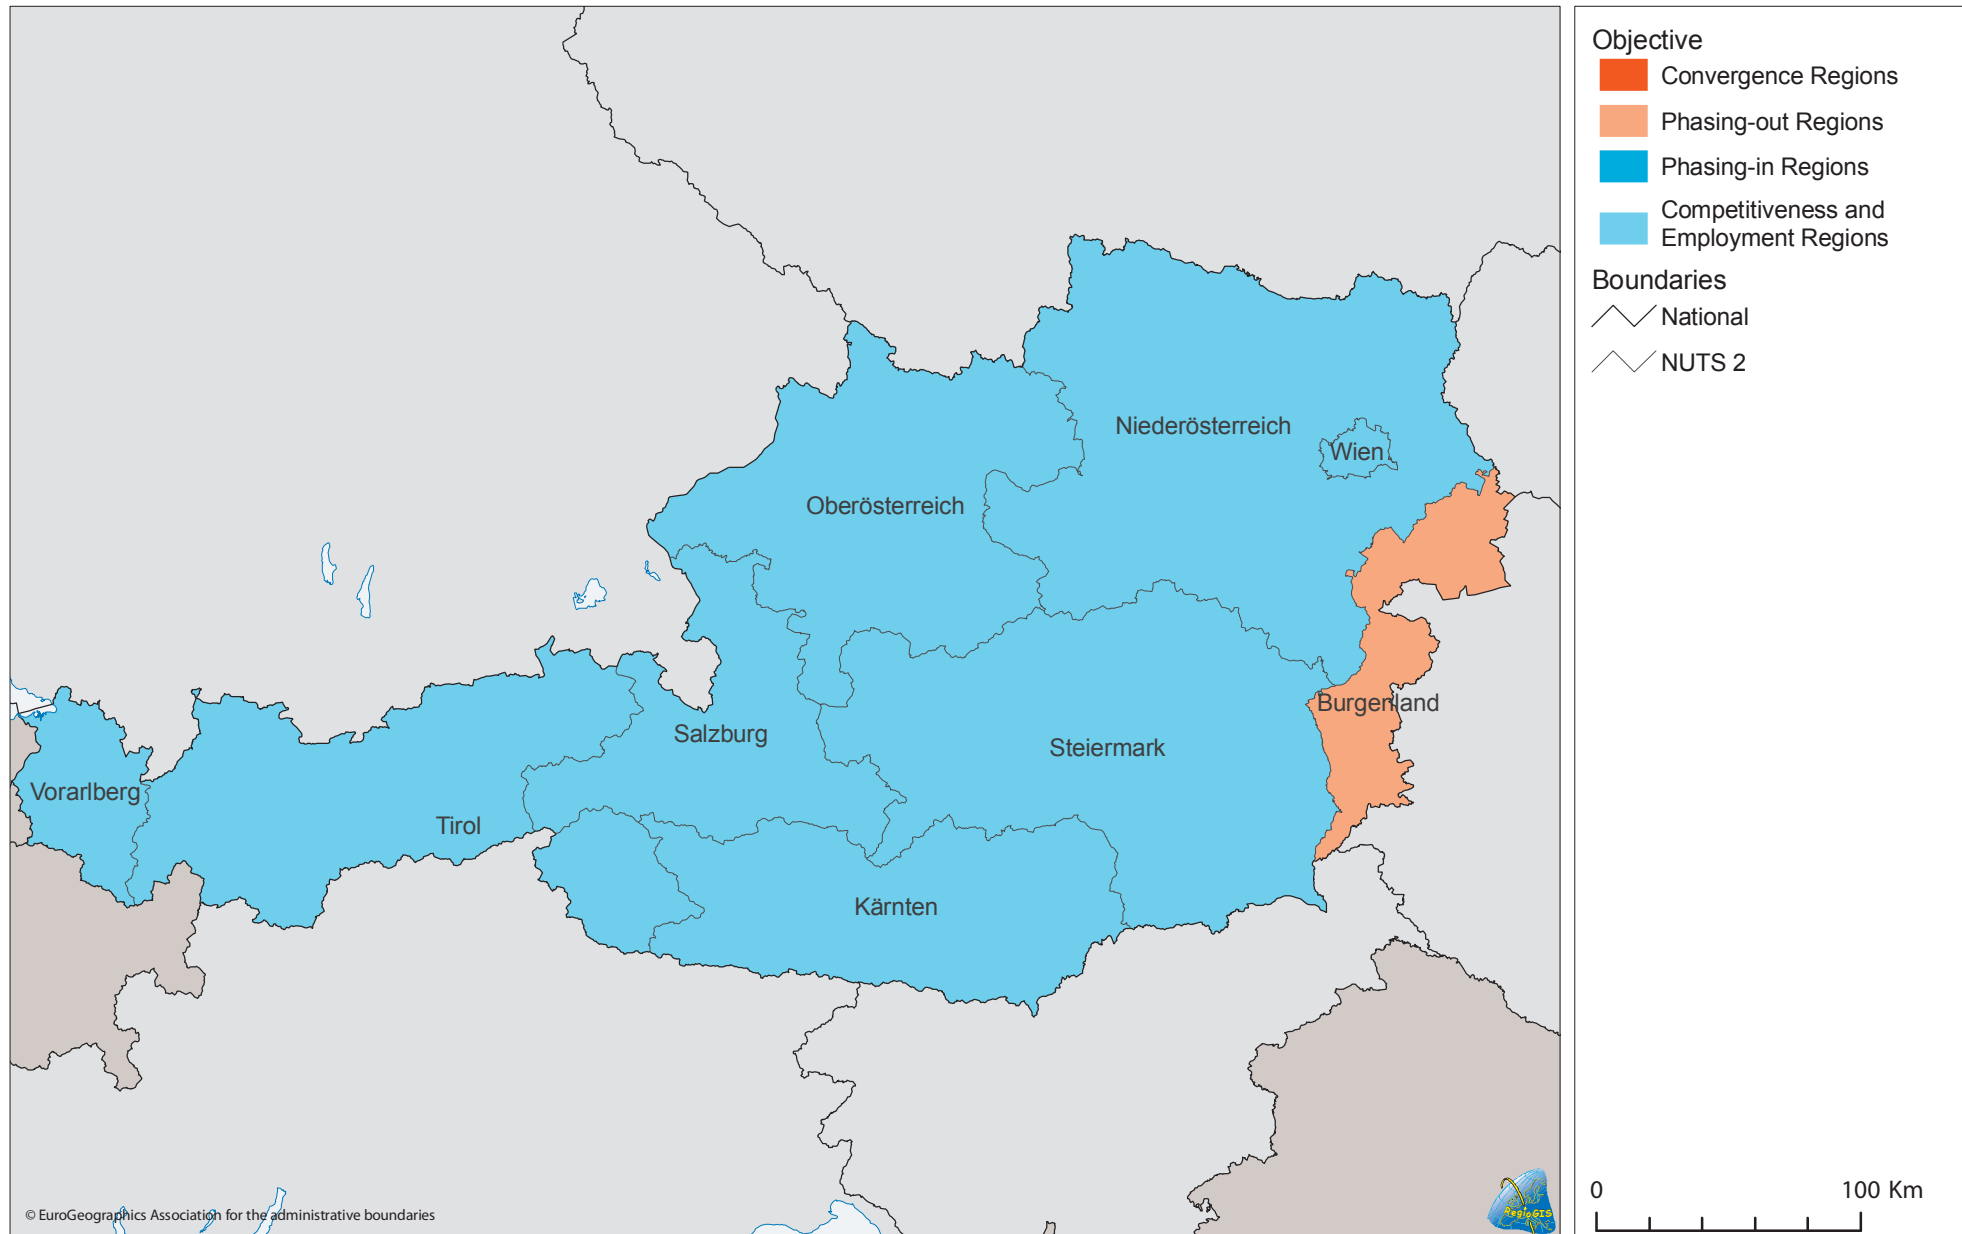 Objective
Convergence Regions
Phasing-out Regions
Phasing-in Regions
Competitiveness and
Employment Regions
Boundaries
National
NUTS 2
Niederösterreich
Wien
Oberösterreich
Burgenland
Salzburg
Steiermark
Vorarlberg
Tirol
Kärnten
© EuroGeographics Association for the administrative boundaries
RegioGIS
0 100 Km